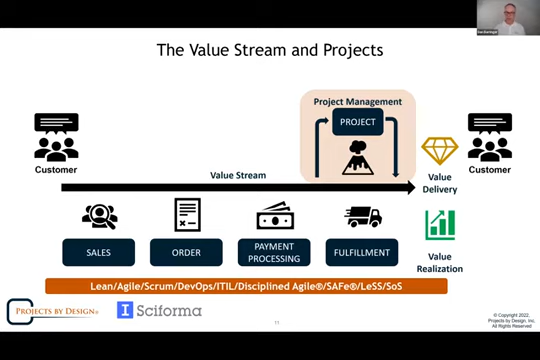 The Value Stream and Projects
Project Management
PROJECT
Customer
Customer
Value Stream
Value
Delivery
SALES
ORDER
PAYMENT
PROCESSING
FULFILLMENT
Value
Realization
Lean/Agile/Scrum/DevOps/ITIL/Disciplined Agile®/SAFe®/LeSS/SoS
PROJECTS BY DESIGN®
Sciforma
© Copyright 2022,
Projects by Design, Inc.
All Rights Reserved